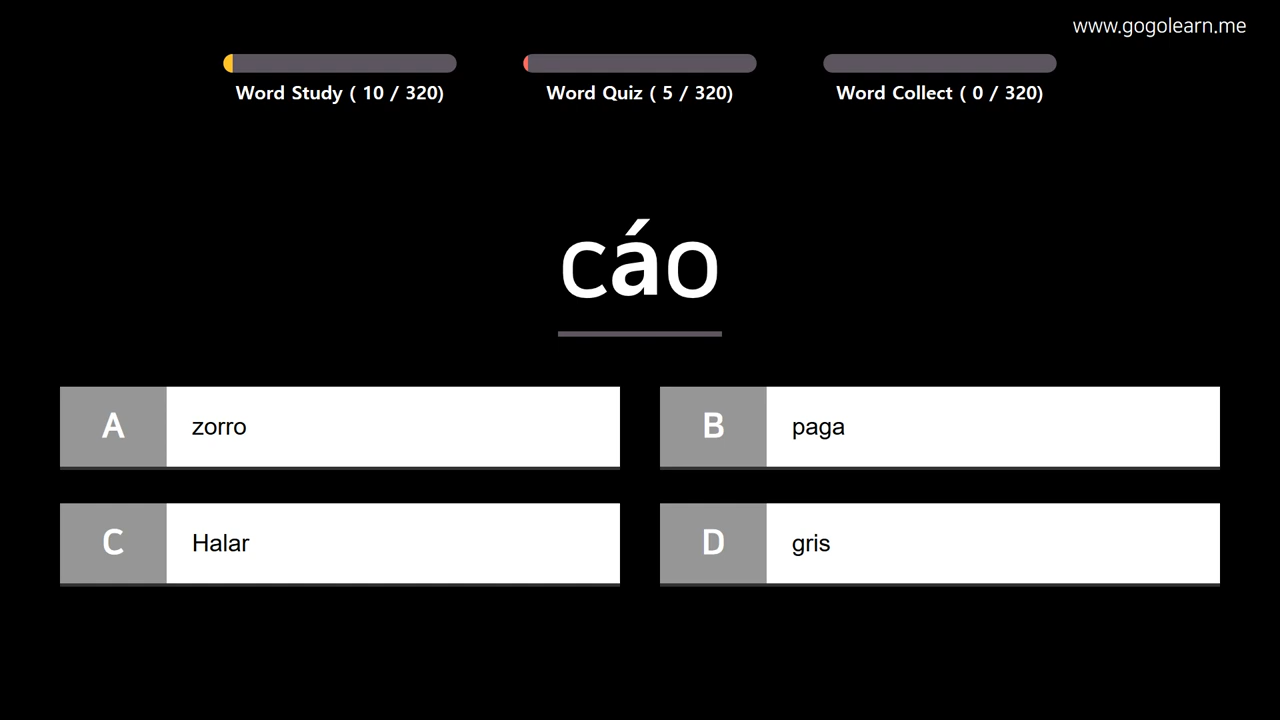 www.gogolearn.me
Word Study ( 10 / 320)
Word Quiz ( 5 / 320)
Word Collect ( 0 / 320)
cáo
A zorro
B paga
C Halar
D gris